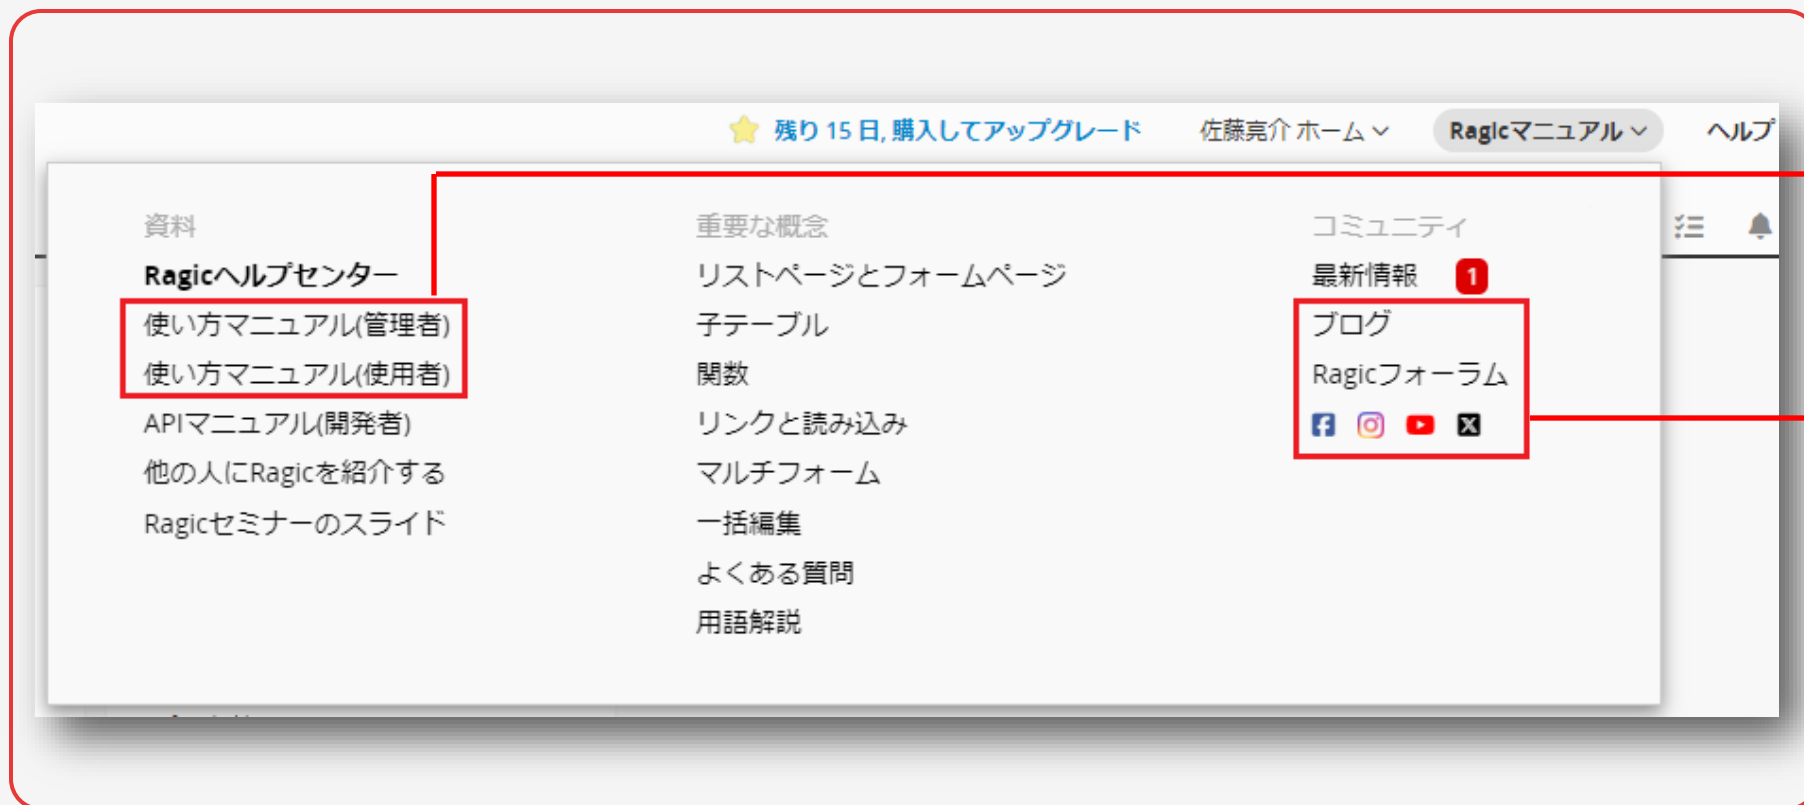 残り 15 日, 購入してアップグレード 佐藤亮介 ホーム Ragicマニュアル ヘルプ
資料
Ragicヘルプセンター
使い方マニュアル(管理者)
使い方マニュアル(使用者)
APIマニュアル(開発者)
他の人にRagicを紹介する
Ragicセミナーのスライド
重要な概念
リストページとフォームページ
子テーブル
関数
リンクと読み込み
マルチフォーム
一括編集
よくある質問
用語解説
コミュニティ
最新情報 1
ブログ
Ragicフォーラム